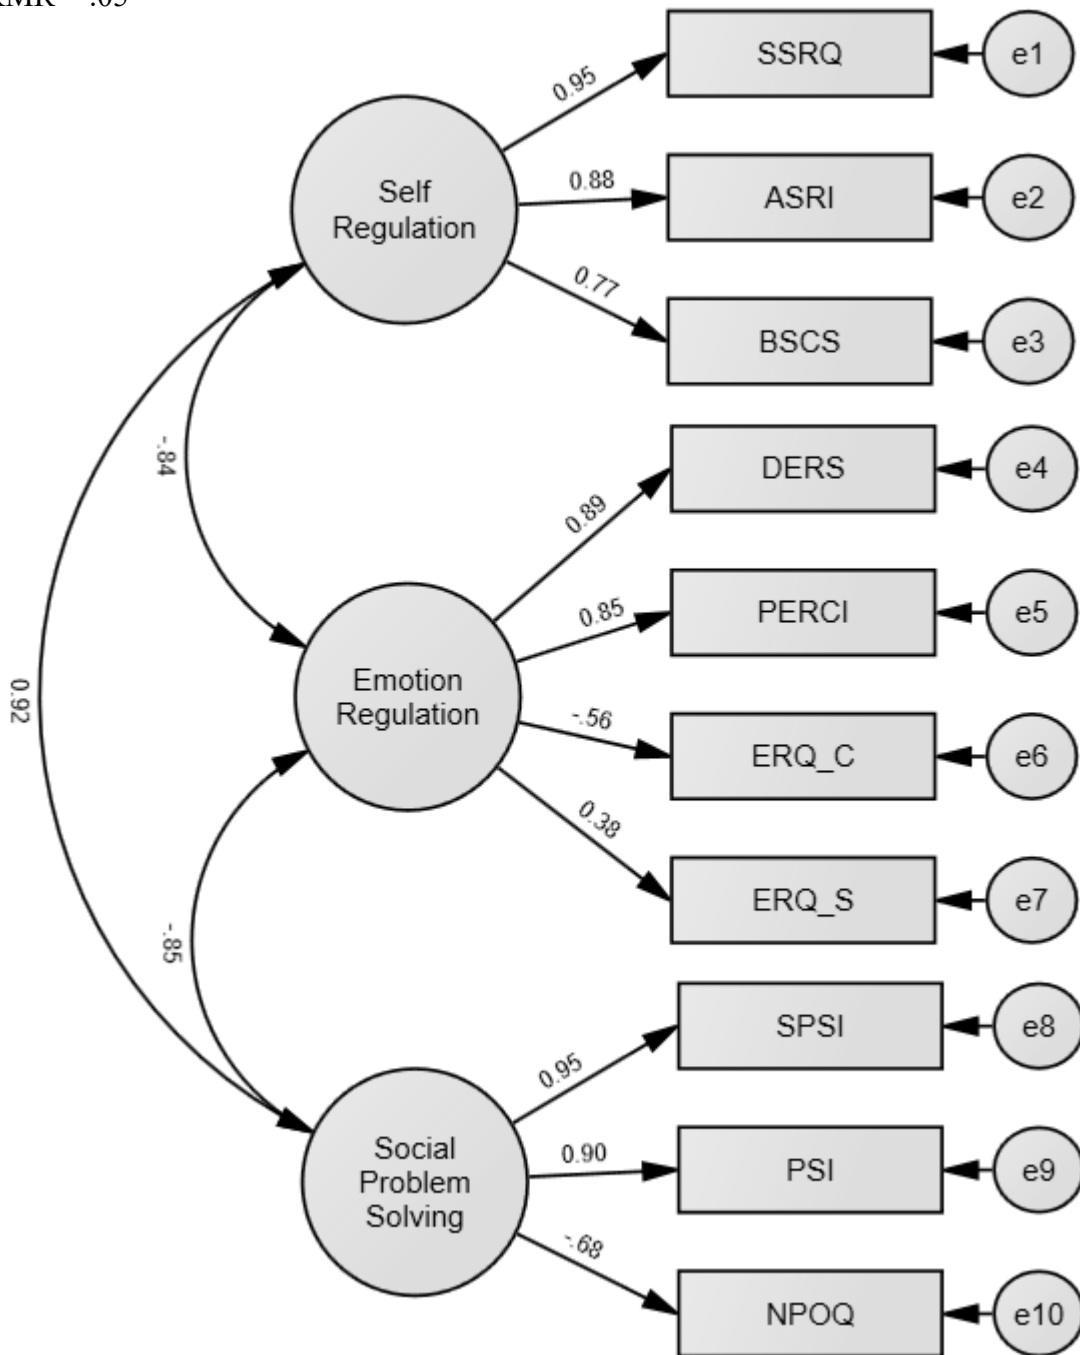 SSRQ
e1
0.95
Self
Regulation
0.88
ASRI
e2
0.77
BSCS
e3
-.84
DERS
e4
0.89
Emotion
Regulation
0.85
PERCI
e5
0.92
-.56
ERQ_C
e6
0.38
ERQ_S
e7
-.85
SPSI
e8
0.95
Social
Problem
Solving
0.90
PSI
e9
-.68
NPOQ
e10